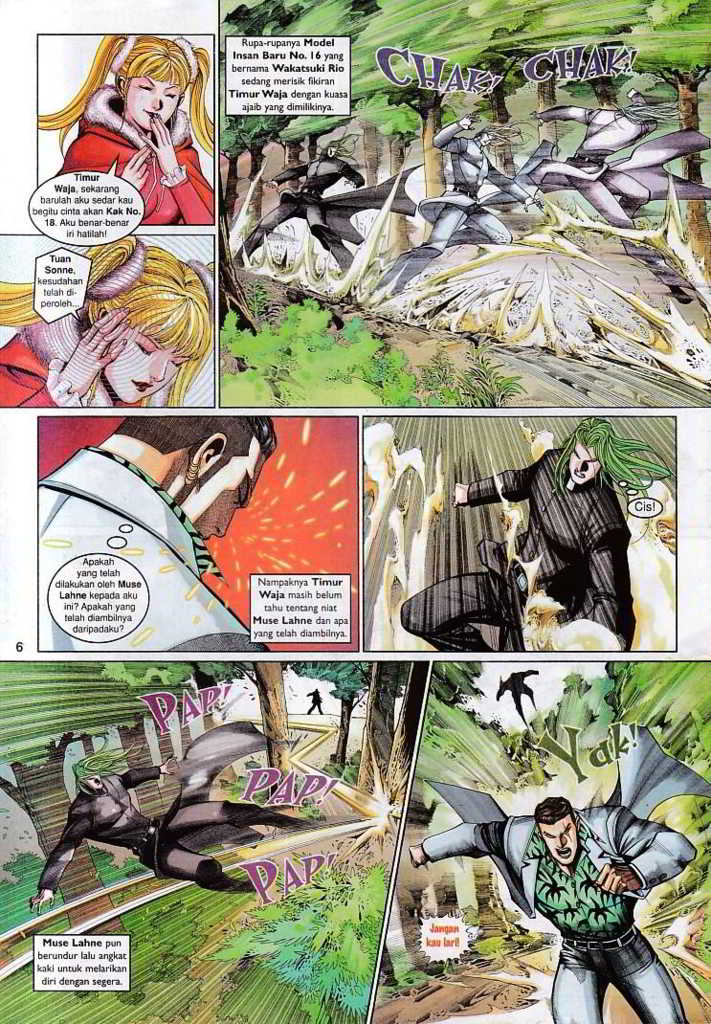 Timur
Waja, sekarang
barulah aku sedar kau
begitu cinta akan Kak No.
18. Aku benar-benar
iri hatilah!
Tuan
Sonne,
kesudahan
telah di-
peroleh...
Rupa-rupanya Model
Insan Baru No. 16 yang
bernama Wakatsuki Rio
sedang merisik fikiran
Timur Waja dengan kuasa
ajaib yang dimilikinya.
CHAK!
CHAK!
Apakah
yang telah
dilakukan oleh Muse
Lahne kepada aku
ini? Apakah yang
telah diambilnya
daripadaku?
Nampaknya Timur
Waja masih belum
tahu tentang niat
Muse Lahne dan apa
yang telah diambilnya.
Cis!
6
PAP!
PAP!
PAP!
Muse Lahne pun
berundur lalu angkat
kaki untuk melarikan
diri dengan segera.
Yak!
Jangan
kau lari!